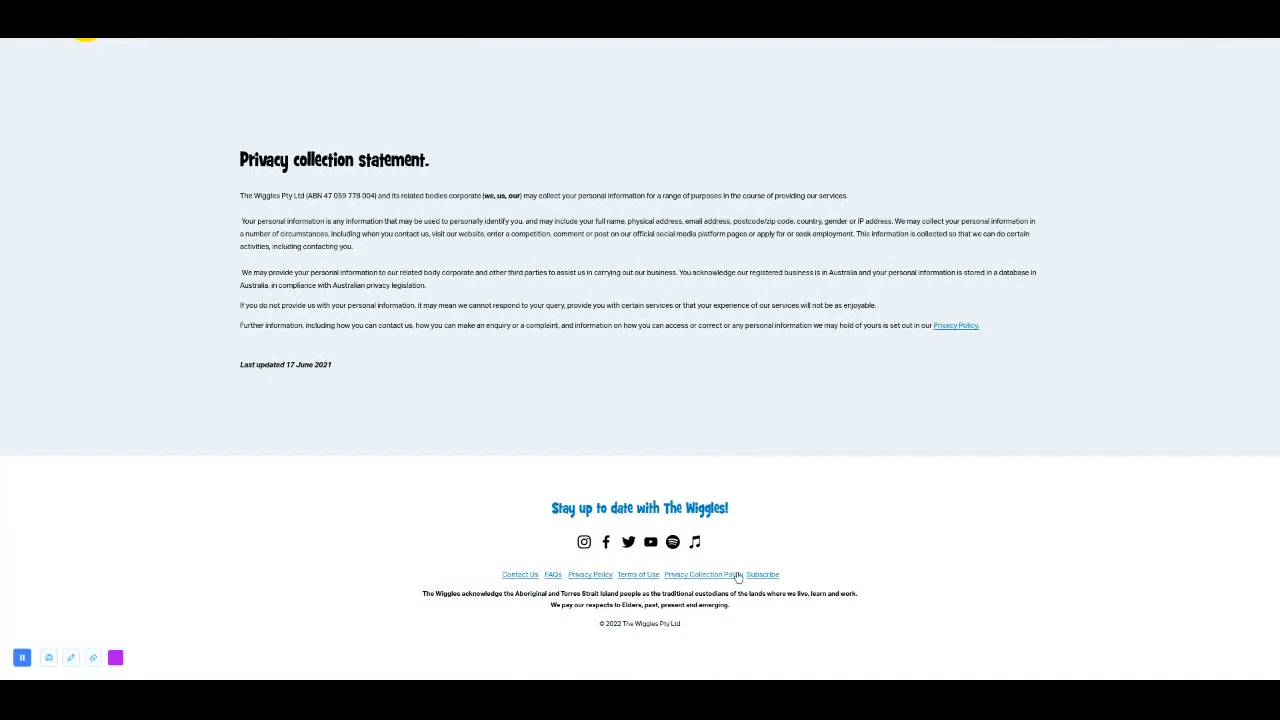 Privacy collection statement.
The Wiggles Pty Ltd (ABN 47 059 778 004) and its related bodies corporate (we, us, our) may collect your personal information for a range of purposes in the course of providing our services.
Your personal information is any information that may be used to personally identify you, and may include your full name, physical address, email address, postcode/zip code, country, gender or IP address. We may collect your personal information in
a number of circumstances, including when you contact us, visit our website, enter a competition, comment or post on our official social media platform pages or apply for or seek employment. This information is collected so that we can do certain
activities, including contacting you.
We may provide your personal information to our related body corporate and other third parties to assist us in carrying out our business. You acknowledge our registered business is in Australia and your personal information is stored in a database in
Australia, in compliance with Australian privacy legislation.
If you do not provide us with your personal information, it may mean we cannot respond to your query, provide you with certain services or that your experience of our services will not be as enjoyable.
Further information, including how you can contact us, how you can make an enquiry or a complaint, and information on how you can access or correct or any personal information we may hold of yours is set out in our Privacy Policy.
Last updated 17 June 2021
Stay up to date with The Wiggles!
Contact Us FAQs Privacy Policy Terms of Use Privacy Collection Policy Subscribe
The Wiggles acknowledge the Aboriginal and Torres Strait Island people as the traditional custodians of the lands where we live, learn and work.
We pay our respects to Elders, past, present and emerging.
© 2022 The Wiggles Pty Ltd